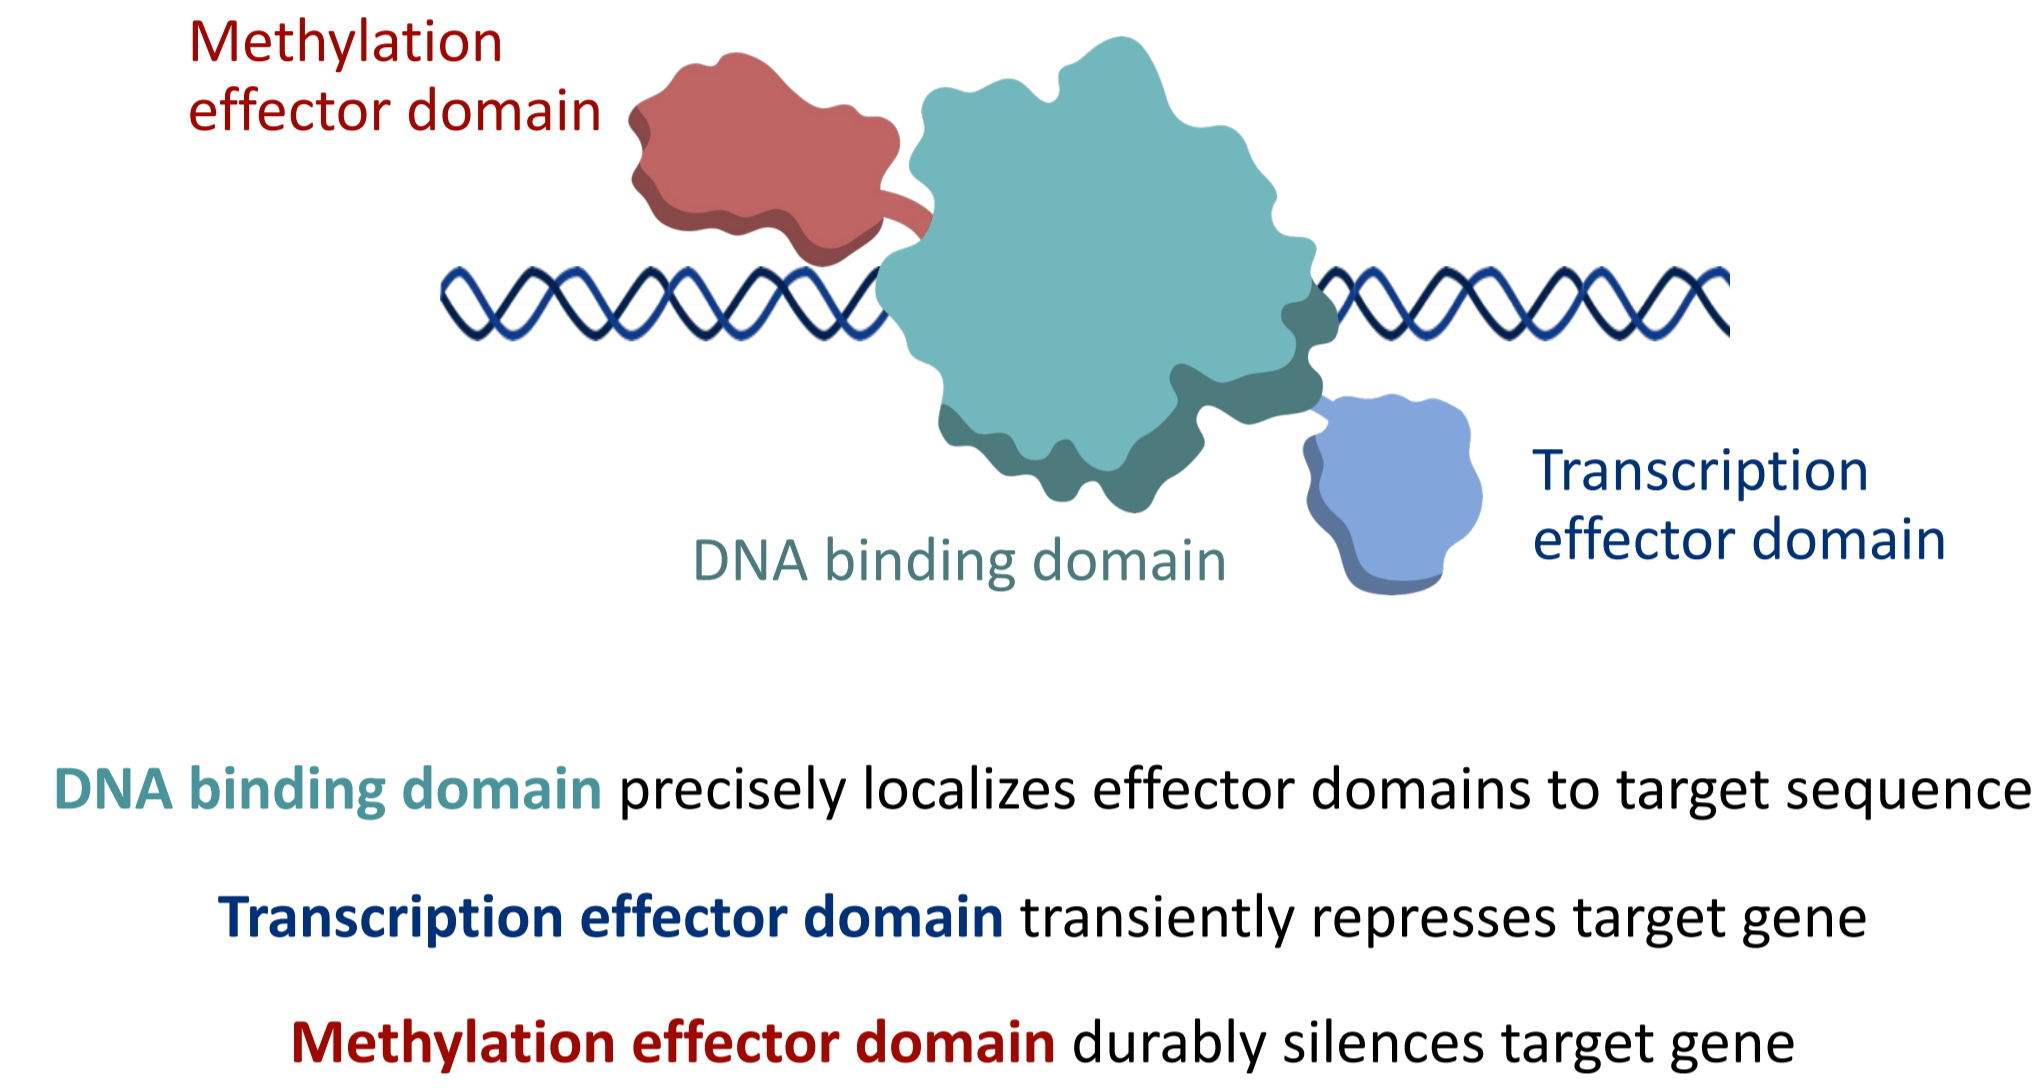 Methylation
effector domain
Transcription
effector domain
DNA binding domain
DNA binding domain precisely localizes effector domains to target sequence
Transcription effector domain transiently represses target gene
Methylation effector domain durably silences target gene